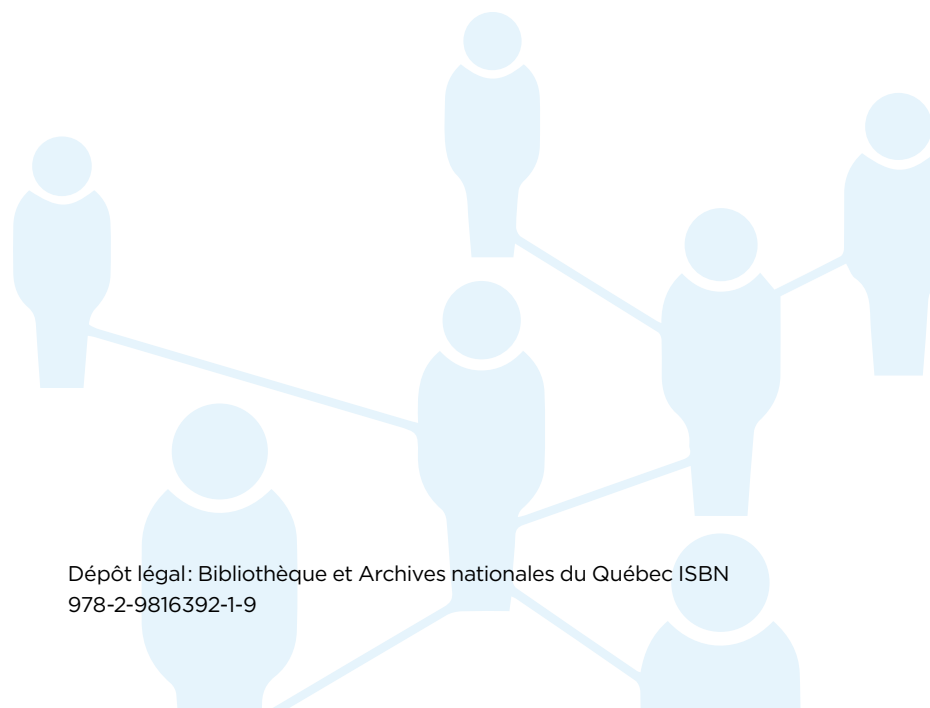 Dépôt légal: Bibliothèque et Archives nationales du Québec ISBN
978-2-9816392-1-9